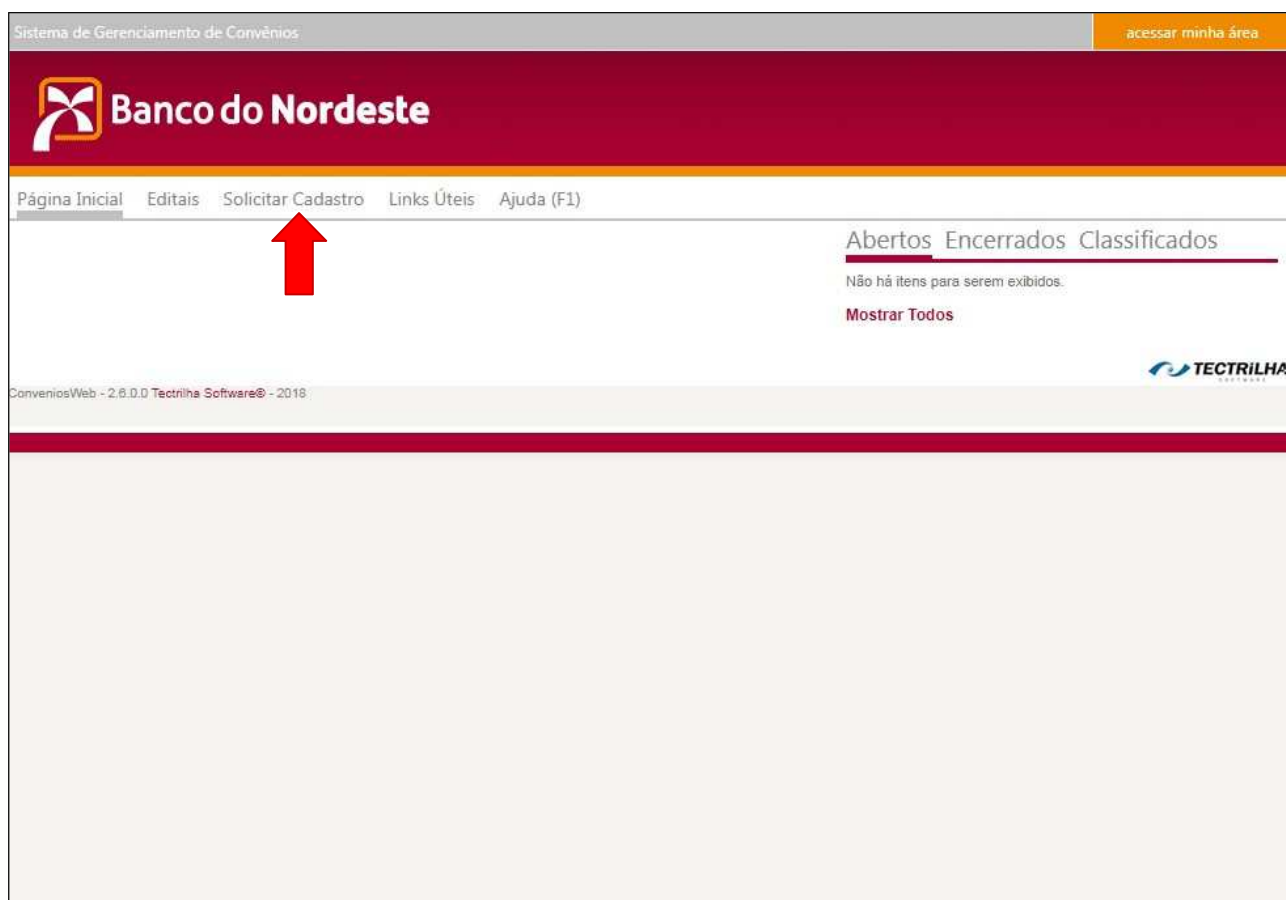 Sistema de Gerenciamento de Convênios
acessar minha área
Banco do Nordeste
Página Inicial Editais Solicitar Cadastro Links Úteis Ajuda (F1)
Abertos Encerrados Classificados
Não há itens para serem exibidos.
Mostrar Todos
TECTRiLHA
SOFTWARE
ConveniosWeb - 2.6.0.0 Tectrilha Software® - 2018